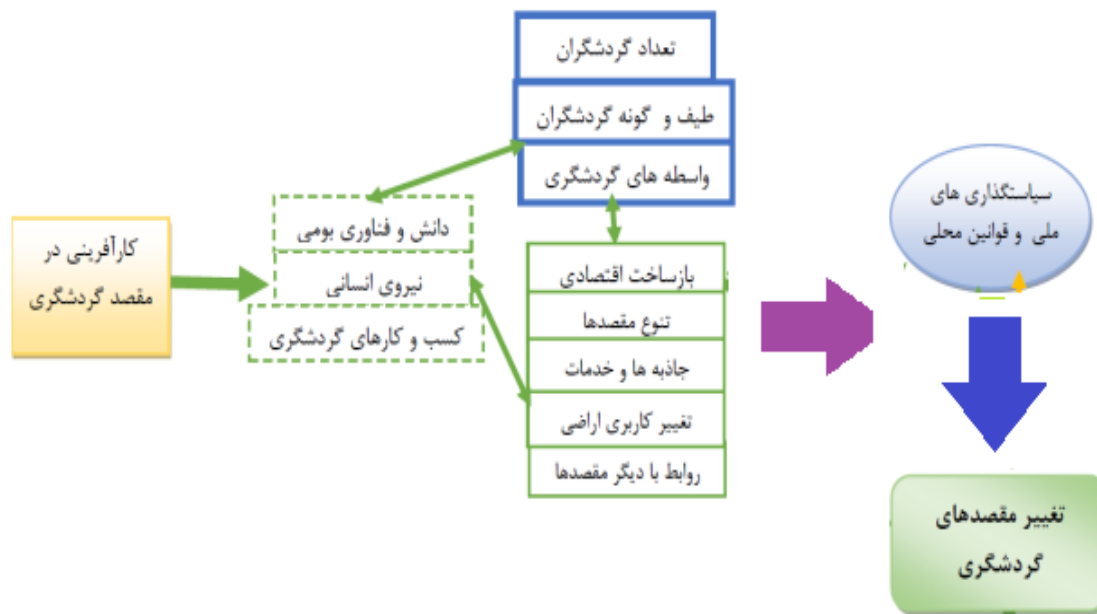 تعداد گردشگران
طیف و گونه گردشگران
واسطه های گردشگری
سیاستگذاری های
ملی و قوانین محلی
کارآفرینی در
مقصد گردشگری
دانش و فناوری بومی
نیروی انسانی
کسب و کارهای گردشگری
بازساخت اقتصادی
تنوع مقصدها
جاذبه ها و خدمات
تغییر کاربری اراضی
روابط با دیگر مقصدها
تغییر مقصدهای
گردشگری